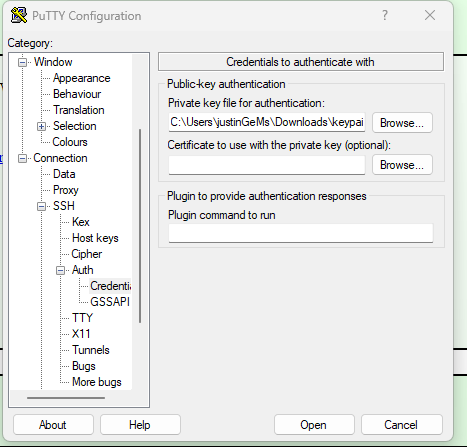 PuTTY Configuration
Category:
Window
Appearance
Behaviour
Translation
Selection
Colours
Connection
Data
Proxy
SSH
Kex
Host keys
Cipher
Auth
Credentia
GSSAPI
TTY
X11
Tunnels
Bugs
More bugs
Credentials to authenticate with
Public-key authentication
Private key file for authentication:
C:\Users\justinGeMs\Downloads\keypai Browse...
Certificate to use with the private key (optional):
Browse...
Plugin to provide authentication responses
Plugin command to run
About Help Open Cancel